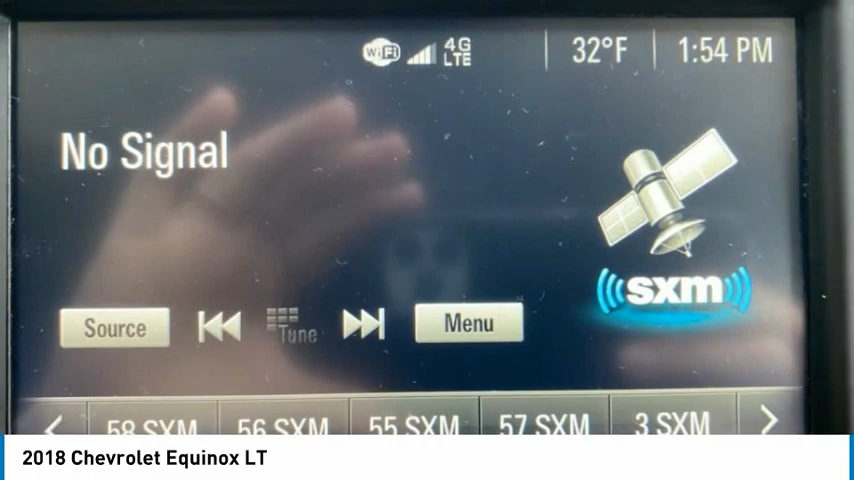 WiFi 4G LTE 32°F 1:54 PM
No Signal
sxm
Source Tune Menu
58 SXM 56 SXM 55 SXM 57 SXM 3 SXM
2018 Chevrolet Equinox LT